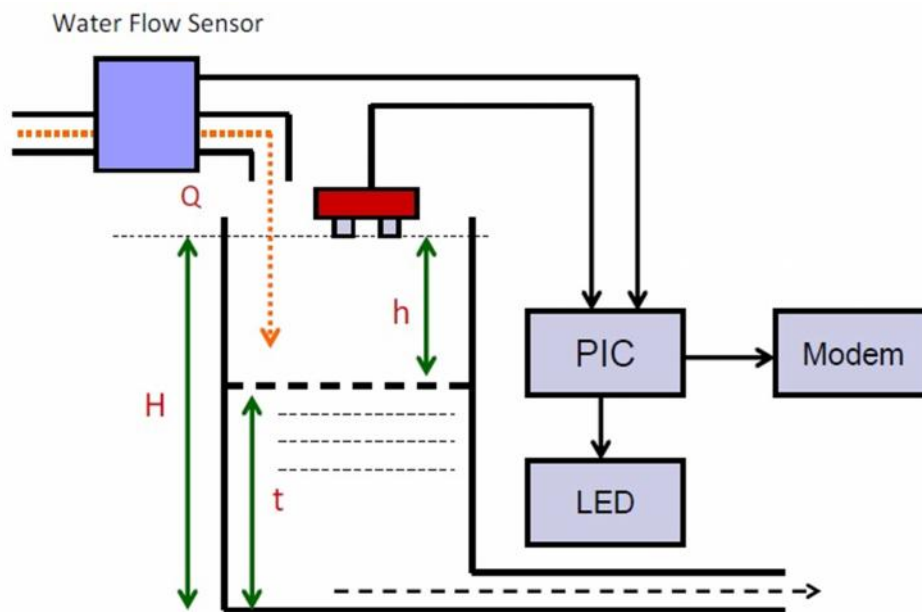 Water Flow Sensor
Q
h
H
t
PIC
Modem
LED